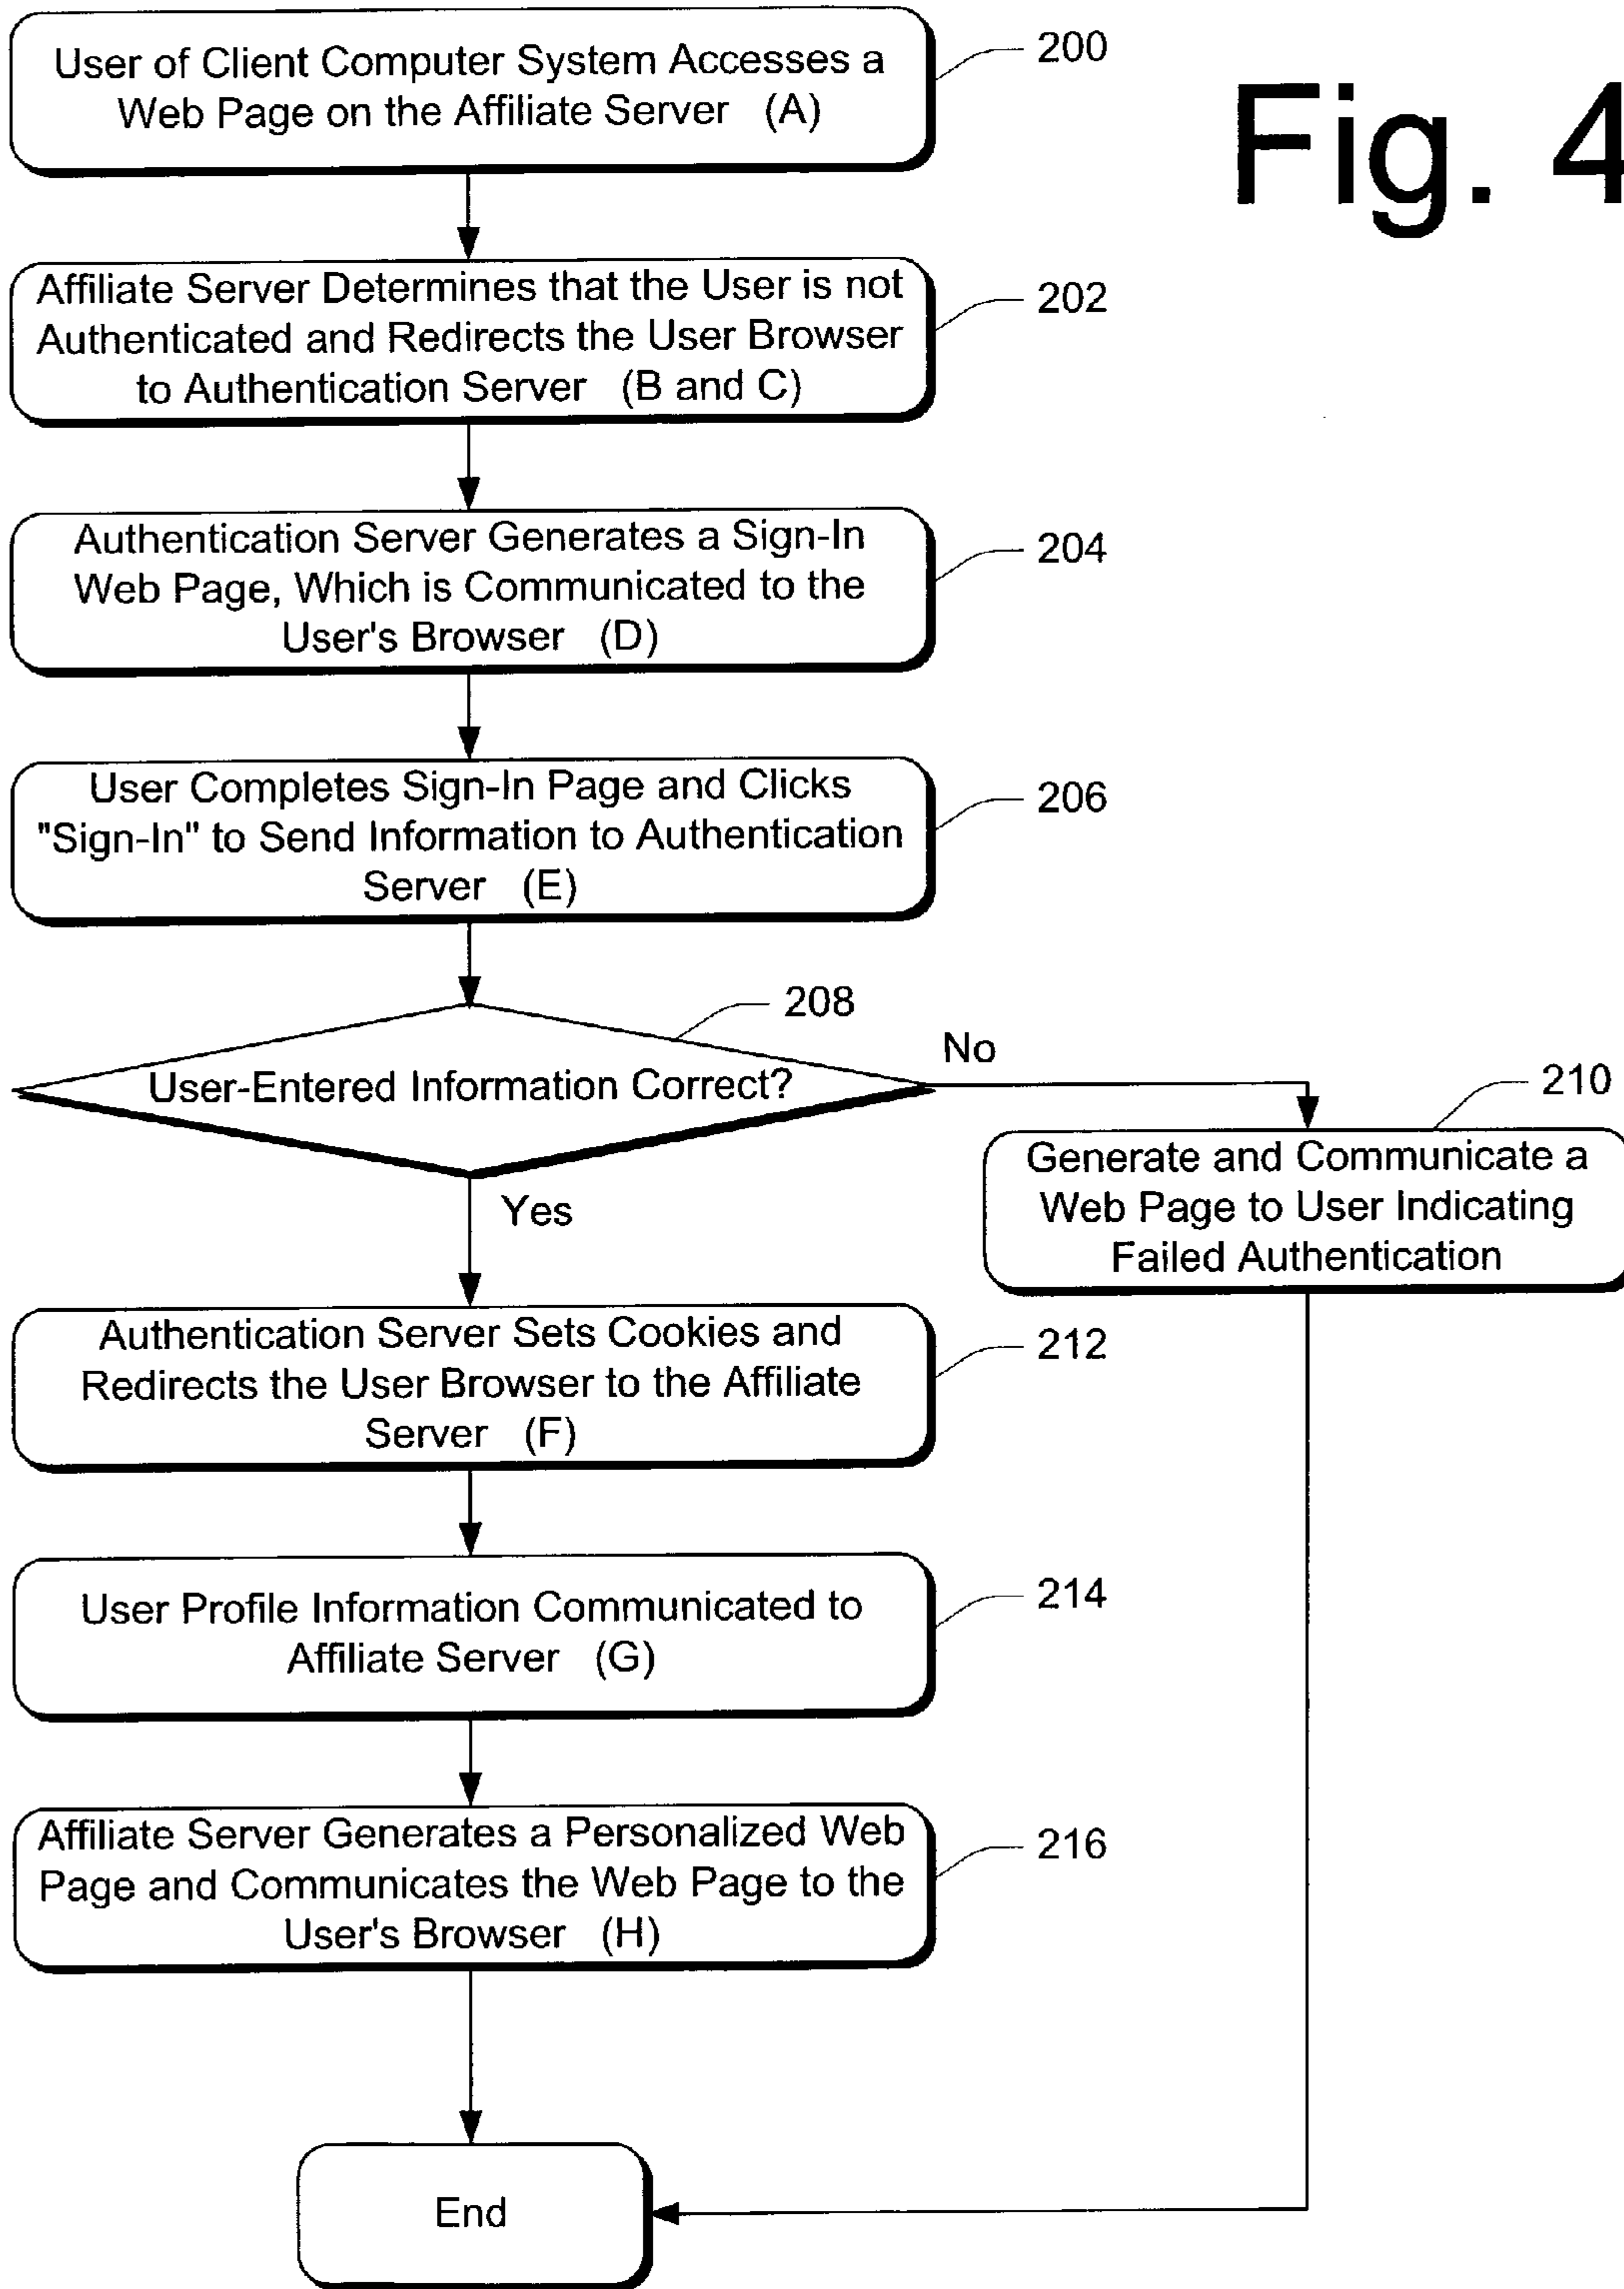 Fig. 4
User of Client Computer System Accesses a
Web Page on the Affiliate Server (A)
200
Affiliate Server Determines that the User is not
Authenticated and Redirects the User Browser
to Authentication Server (B and C)
202
Authentication Server Generates a Sign-In
Web Page, Which is Communicated to the
User's Browser (D)
204
User Completes Sign-In Page and Clicks
"Sign-In" to Send Information to Authentication
Server (E)
206
User-Entered Information Correct?
208
No
Yes
Generate and Communicate a
Web Page to User Indicating
Failed Authentication
210
Authentication Server Sets Cookies and
Redirects the User Browser to the Affiliate
Server (F)
212
User Profile Information Communicated to
Affiliate Server (G)
214
Affiliate Server Generates a Personalized Web
Page and Communicates the Web Page to the
User's Browser (H)
216
End